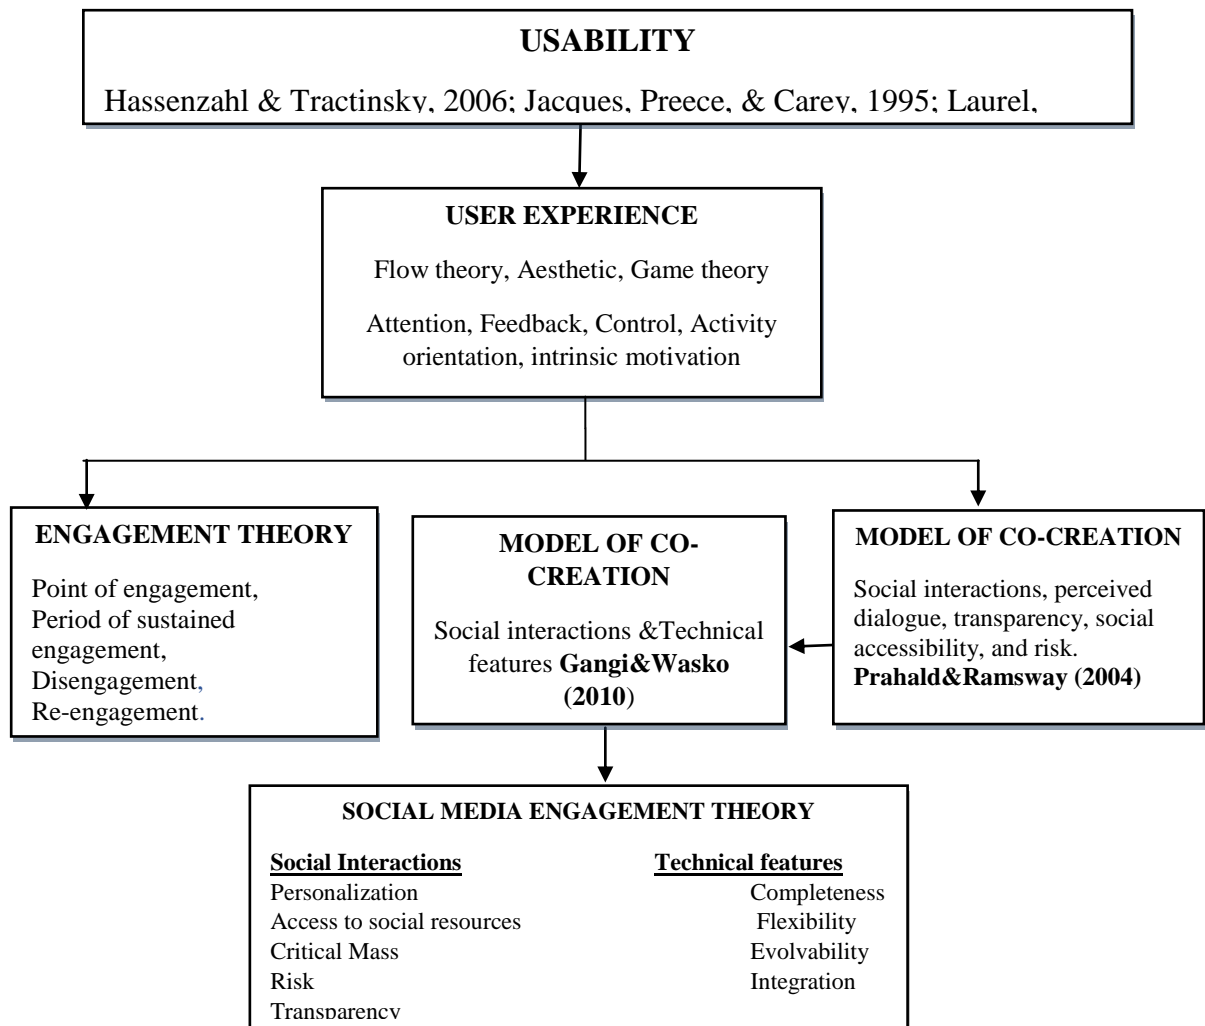 USABILITY
Hassenzahl & Tractinsky, 2006; Jacques, Preece, & Carey, 1995; Laurel,
USER EXPERIENCE
Flow theory, Aesthetic, Game theory
Attention, Feedback, Control, Activity
orientation, intrinsic motivation
ENGAGEMENT THEORY
Point of engagement,
Period of sustained
engagement,
Disengagement,
Re-engagement.
MODEL OF CO-
CREATION
Social interactions &Technical
features Gangi&Wasko
(2010)
MODEL OF CO-CREATION
Social interactions, perceived
dialogue, transparency, social
accessibility, and risk.
Prahald&Ramsway (2004)
SOCIAL MEDIA ENGAGEMENT THEORY
Social Interactions
Personalization
Access to social resources
Critical Mass
Risk
Transparency
Technical features
Completeness
Flexibility
Evolvability
Integration